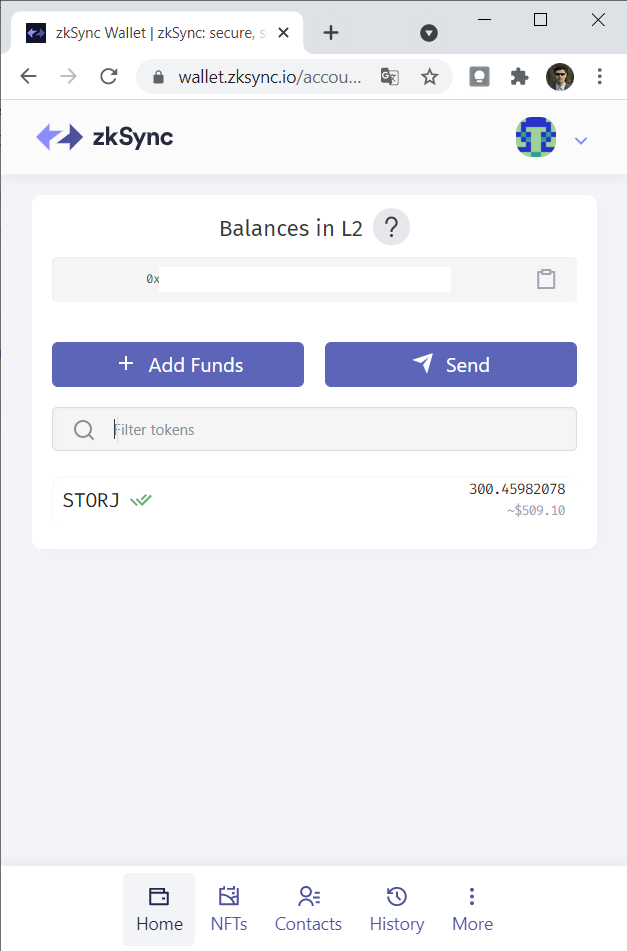 zkSync Wallet | zkSync: secure, s
wallet.zksync.io/accou...
zkSync
Balances in L2 ?
0x
+ Add Funds
Send
Filter tokens
STORJ
300.45982078
~$509.10
Home
NFTs
Contacts
History
More